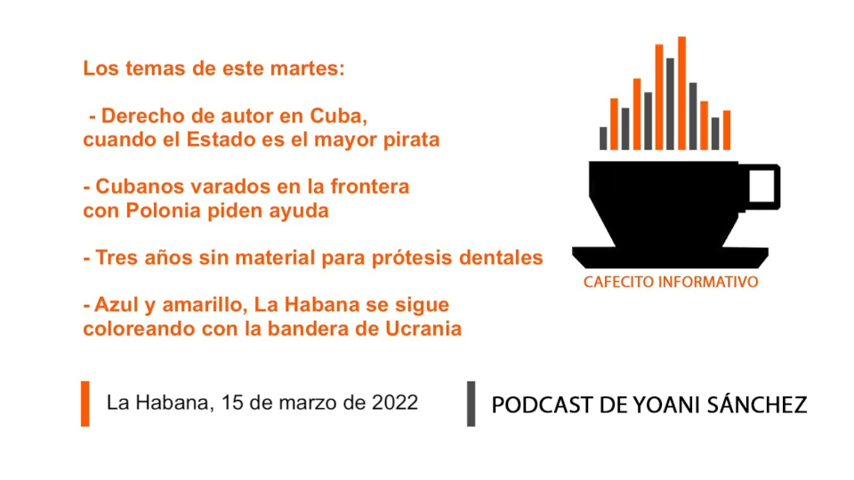 Los temas de este martes:
- Derecho de autor en Cuba,
cuando el Estado es el mayor pirata
- Cubanos varados en la frontera
con Polonia piden ayuda
- Tres años sin material para prótesis dentales
- Azul y amarillo, La Habana se sigue
coloreando con la bandera de Ucrania
CAFECITO INFORMATIVO
La Habana, 15 de marzo de 2022
PODCAST DE YOANI SÁNCHEZ